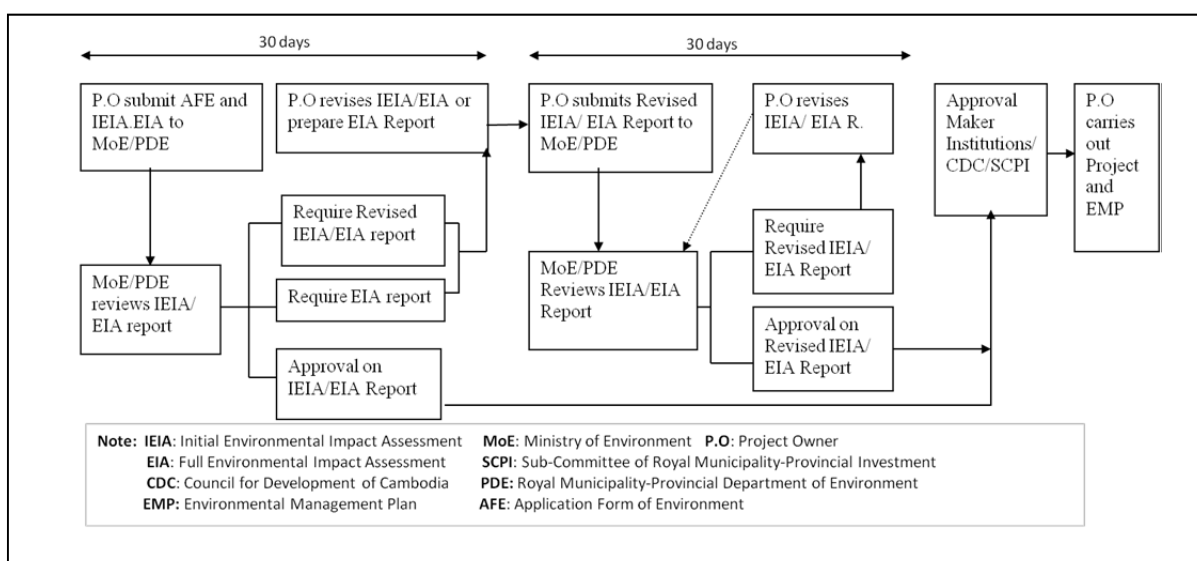 30 days
30 days
P.O submit AFE and
IEIA.EIA to
MoE/PDE
P.O revises IEIA/EIA or
prepare EIA Report
P.O submits Revised
IEIA/ EIA Report to
MoE/PDE
P.O revises
IEIA/ EIA R.
Approval
Maker
Institutions/
CDC/SCPI
P.O
carries
out
Project
and
EMP
Require Revised
IEIA/EIA report
Require
Revised IEIA/
EIA Report
MoE/PDE
reviews IEIA/
EIA report
Require EIA report
MoE/PDE
Reviews IEIA/EIA
Report
Approval on
IEIA/EIA Report
Approval on
Revised IEIA/
EIA Report
Note: IEIA: Initial Environmental Impact Assessment MoE: Ministry of Environment P.O: Project Owner
EIA: Full Environmental Impact Assessment SCPI: Sub-Committee of Royal Municipality-Provincial Investment
CDC: Council for Development of Cambodia PDE: Royal Municipality-Provincial Department of Environment
EMP: Environmental Management Plan AFE: Application Form of Environment